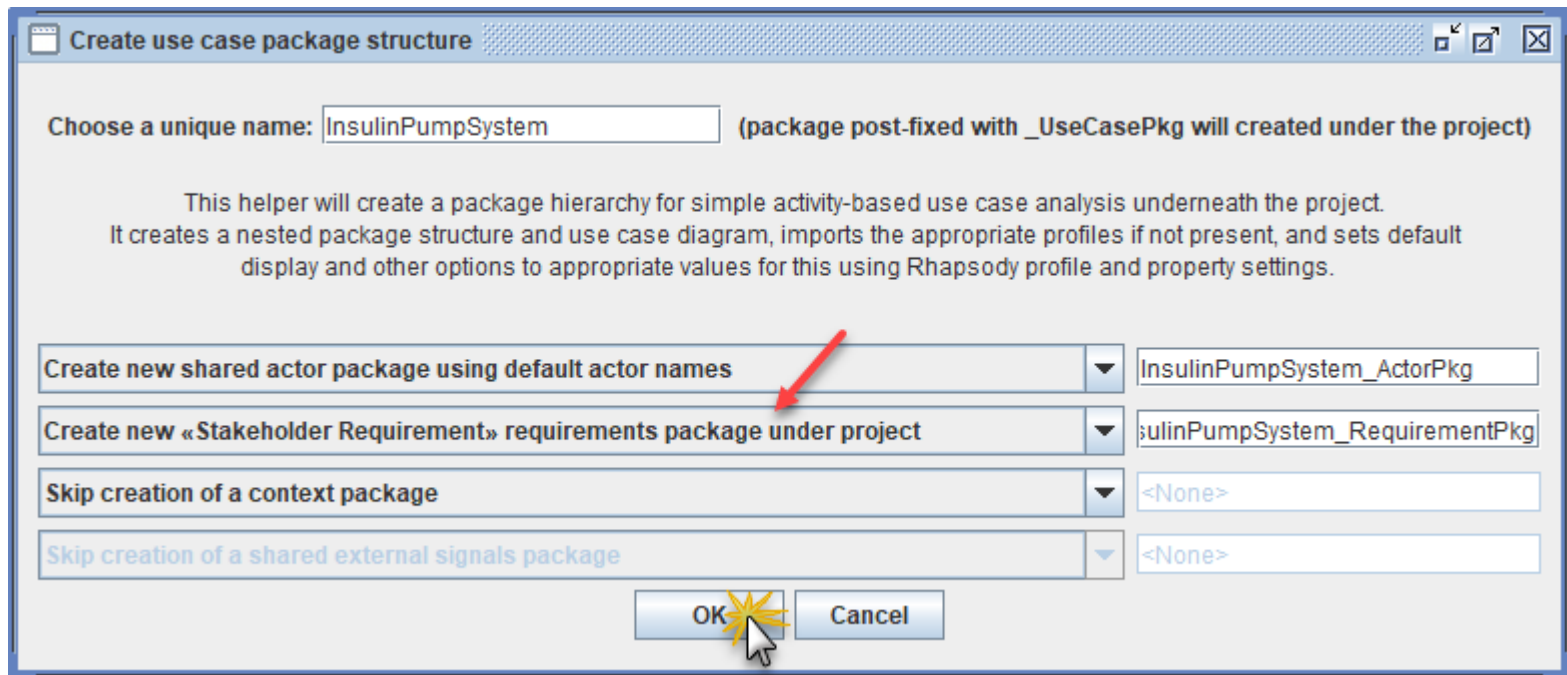 Create use case package structure
Choose a unique name: InsulinPumpSystem (package post-fixed with _UseCasePkg will created under the project)
This helper will create a package hierarchy for simple activity-based use case analysis underneath the project.
It creates a nested package structure and use case diagram, imports the appropriate profiles if not present, and sets default
display and other options to appropriate values for this using Rhapsody profile and property settings.
Create new shared actor package using default actor names InsulinPumpSystem_ActorPkg
Create new «Stakeholder Requirement» requirements package under project sulinPumpSystem_RequirementPkg
Skip creation of a context package <None>
Skip creation of a shared external signals package <None>
OK Cancel